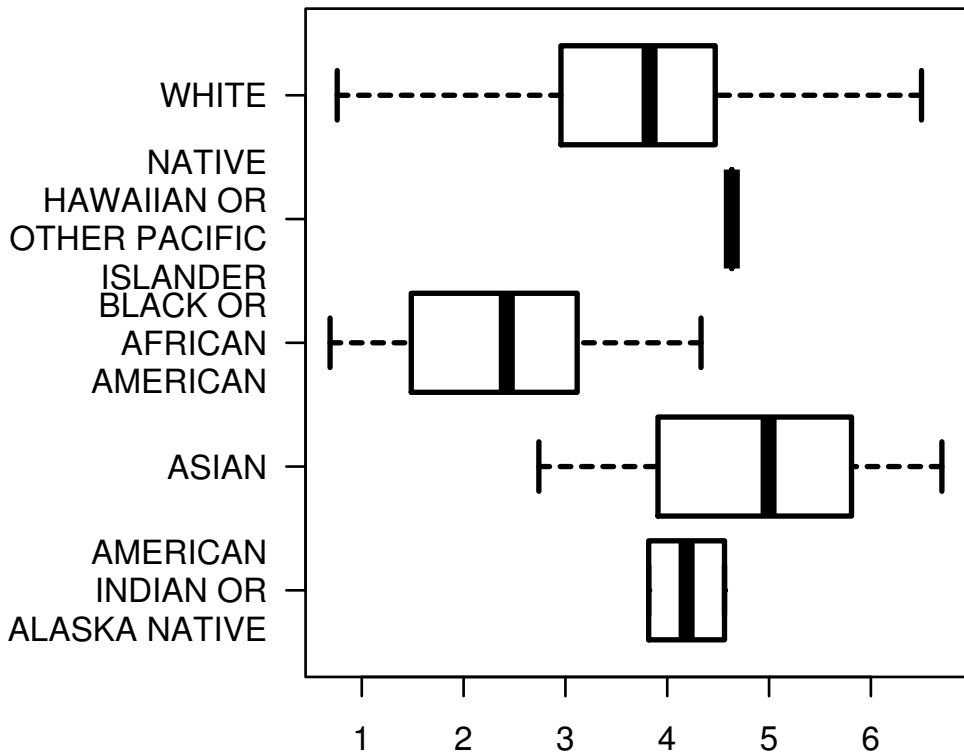 WHITE
NATIVE
HAWAIIAN OR
OTHER PACIFIC
ISLANDER
BLACK OR
AFRICAN
AMERICAN
ASIAN
AMERICAN
INDIAN OR
ALASKA NATIVE
1 2 3 4 5 6